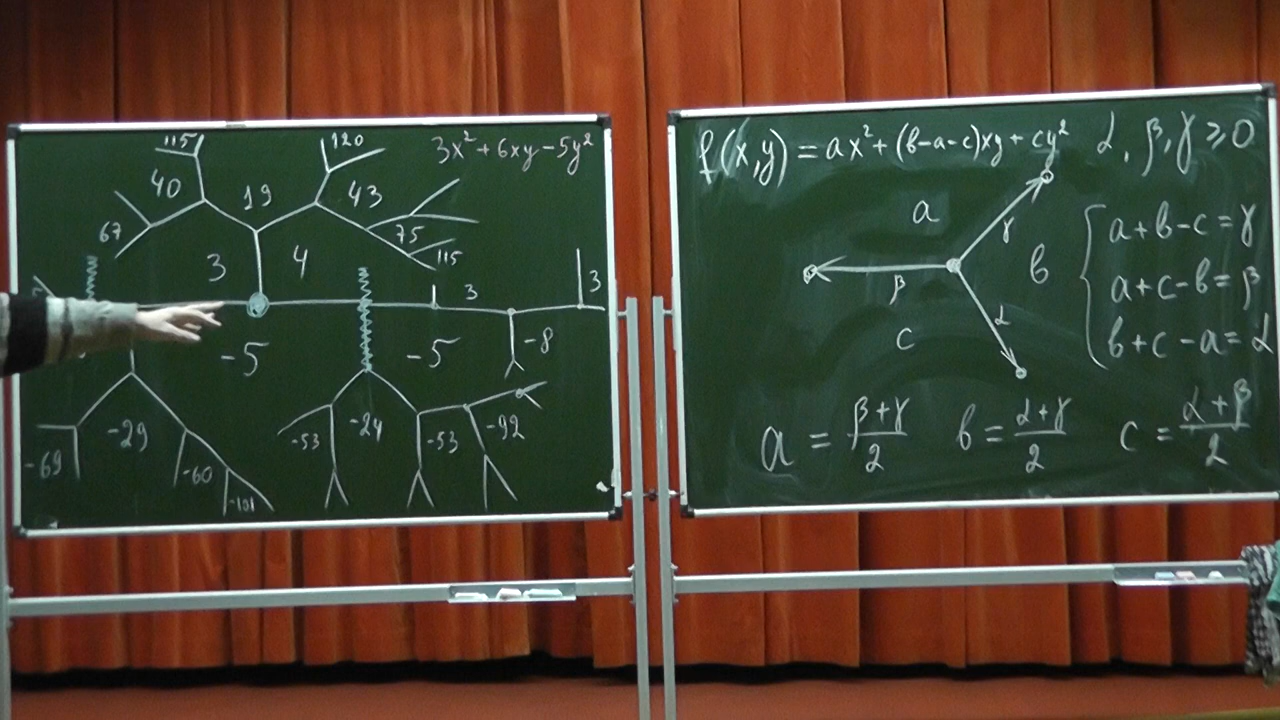 115
120
3x² + 6xy − 5y²
40
19
43
67
75
115
3
4
3
3
-5
-5
-8
-29
-53
-24
-53
-92
-69
-60
-101
f(x,y) = ax² + (b-a-c)xy + cy²
α, β, γ ⩾ 0
a
γ
b
β
α
c
a + b - c = γ
a + c - b = β
b + c - a = α
a = β + γ / 2
b = α + γ / 2
c = α + β / 2